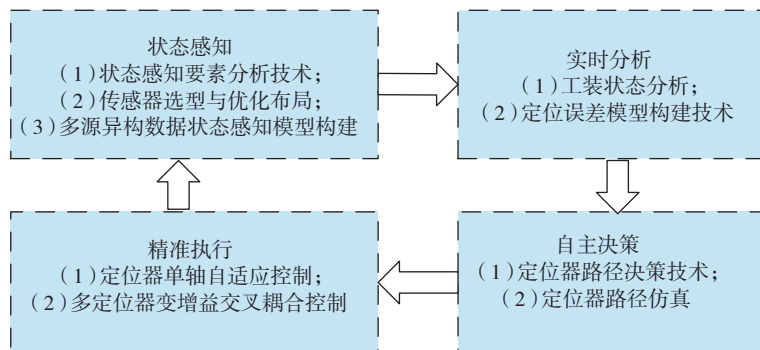 状态感知
（1）状态感知要素分析技术；
（2）传感器选型与优化布局；
（3）多源异构数据状态感知模型构建
实时分析
（1）工装状态分析；
（2）定位误差模型构建技术
精准执行
（1）定位器单轴自适应控制；
（2）多定位器变增益交叉耦合控制
自主决策
（1）定位器路径决策技术；
（2）定位器路径仿真